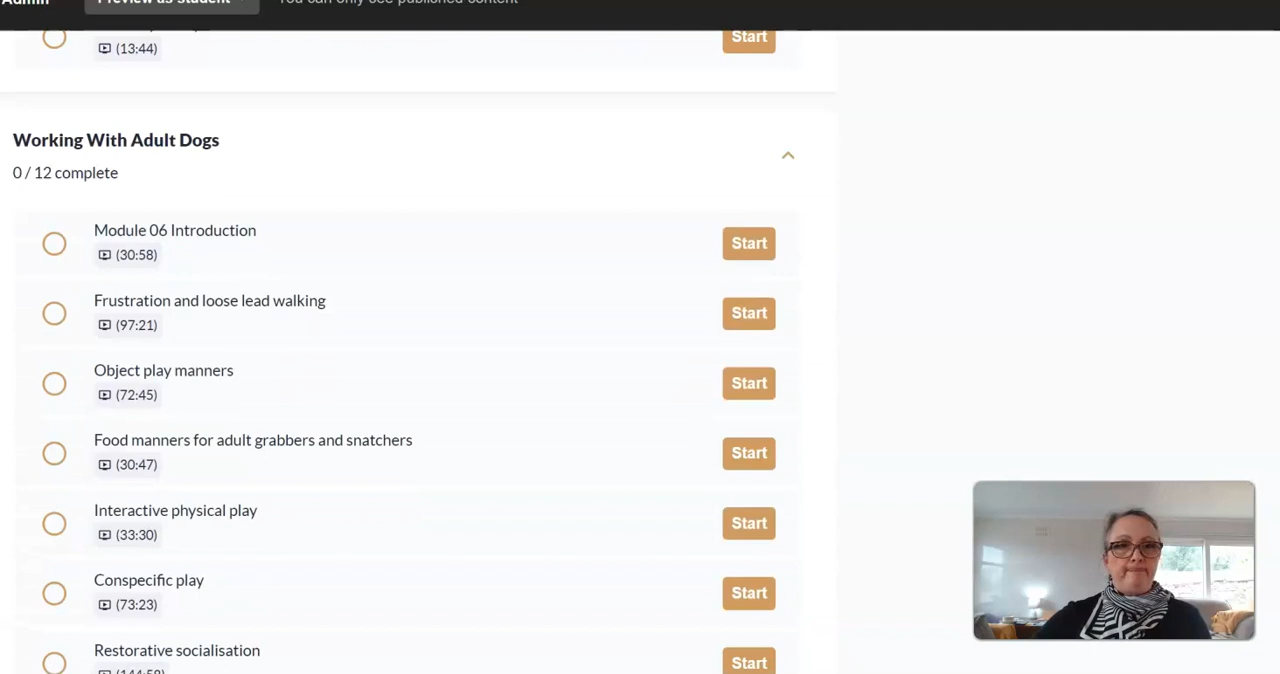 Admin Preview as student You can only see published content
(13:44)
Start
Working With Adult Dogs
0 / 12 complete
Module 06 Introduction
(30:58)
Start
Frustration and loose lead walking
(97:21)
Start
Object play manners
(72:45)
Start
Food manners for adult grabbers and snatchers
(30:47)
Start
Interactive physical play
(33:30)
Start
Conspecific play
(73:23)
Start
Restorative socialisation
(144:58)
Start